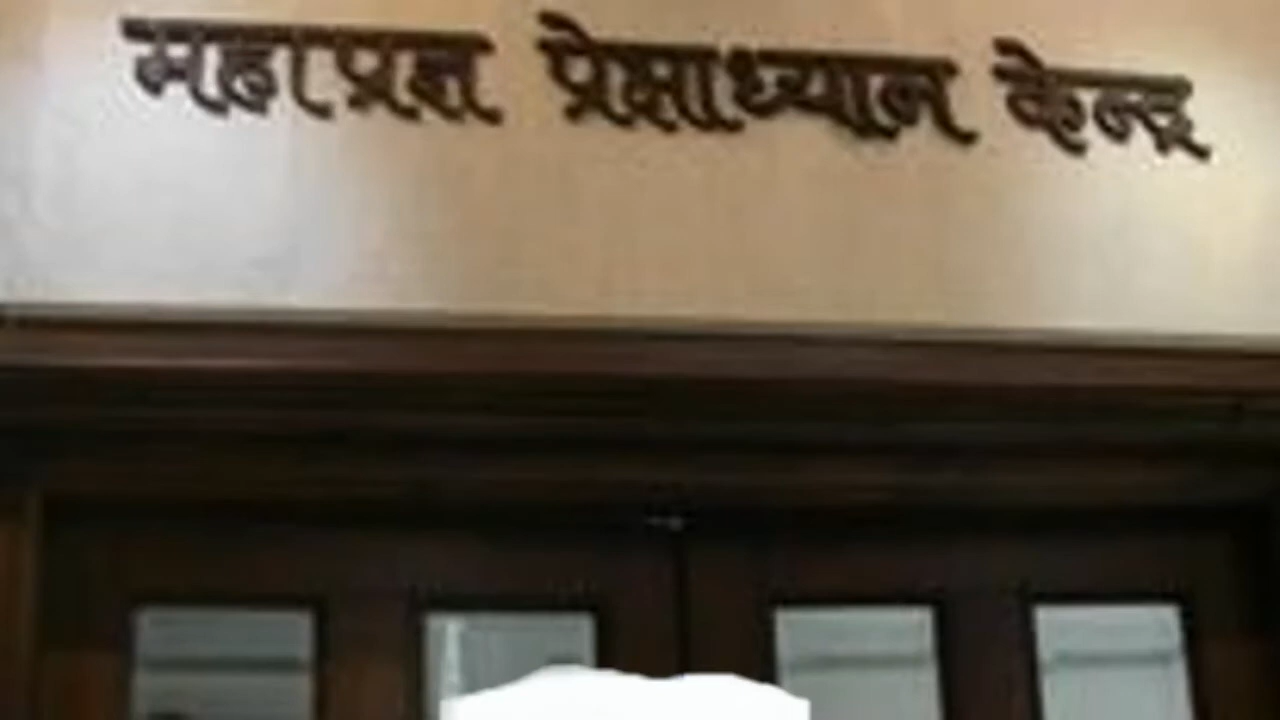 महाप्रज्ञ प्रेक्षाध्यान केन्द्र